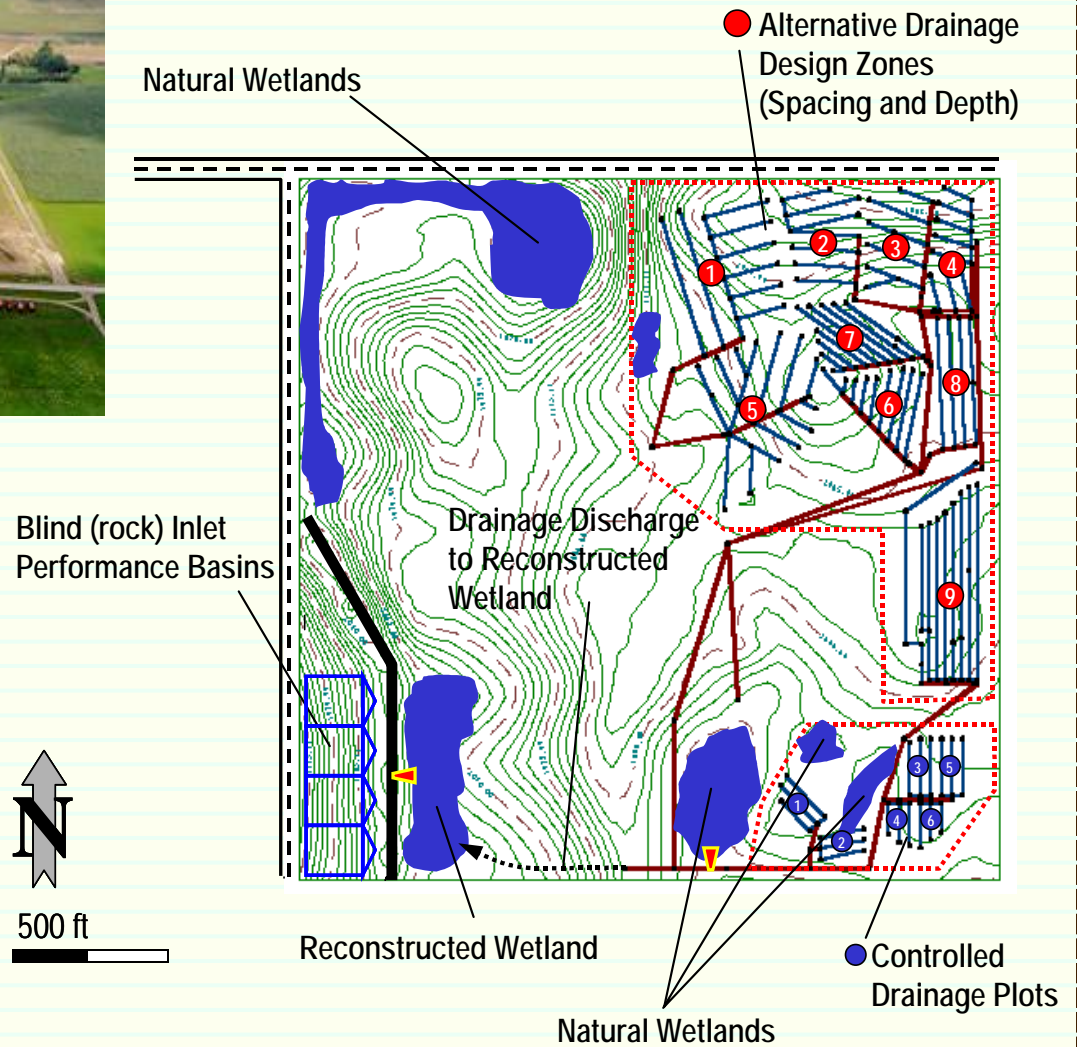 Alternative Drainage
Design Zones
(Spacing and Depth)
Natural Wetlands
1
2
3
4
7
8
5
6
Blind (rock) Inlet
Performance Basins
Drainage Discharge
to Reconstructed
Wetland
9
3
5
1
4
6
2
N
500 ft
Reconstructed Wetland
Controlled
Drainage Plots
Natural Wetlands